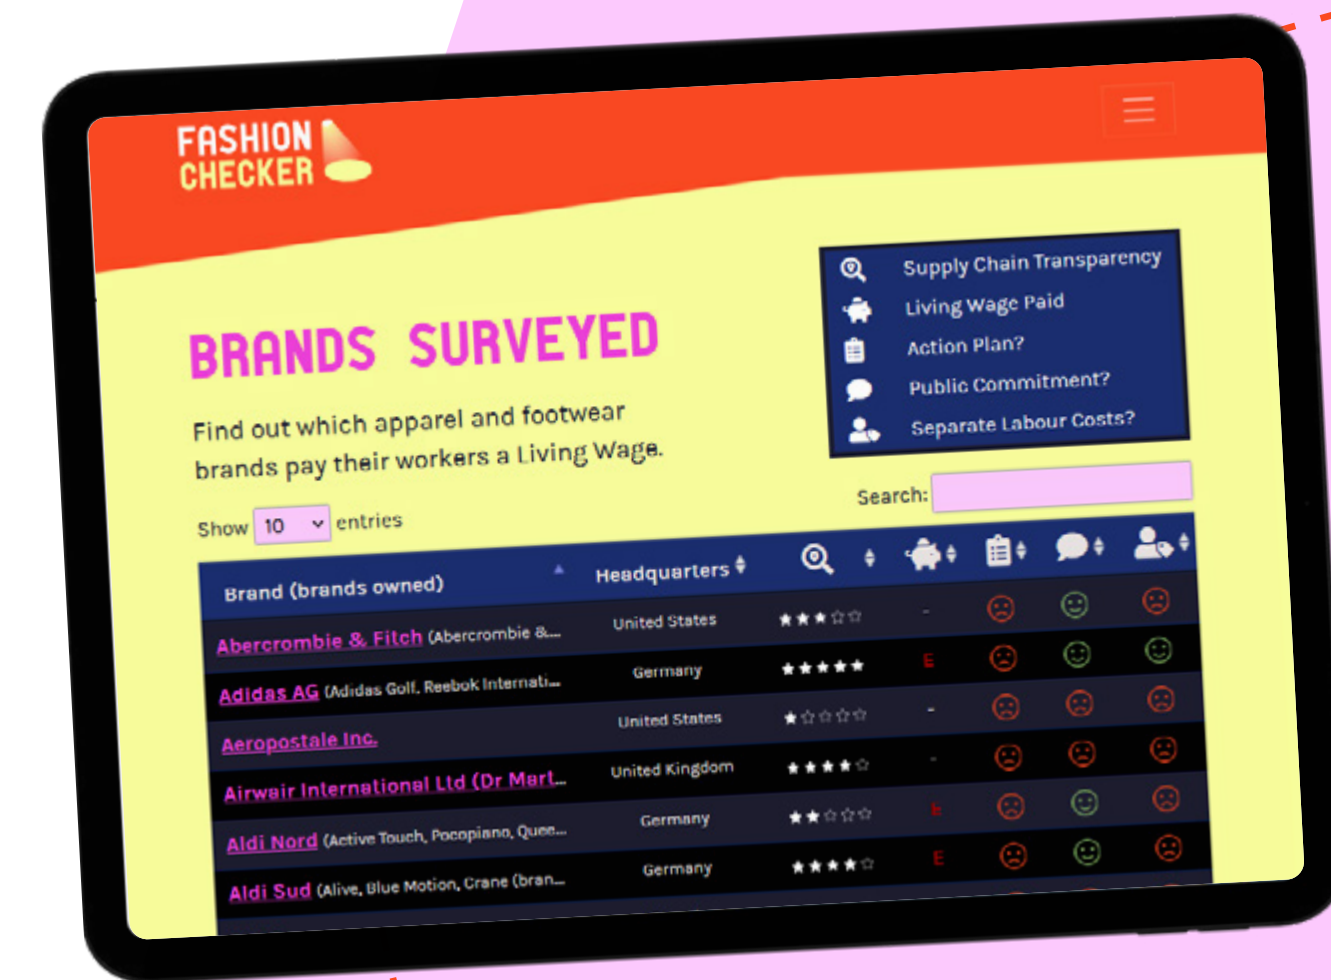 FASHION
CHECKER
Supply Chain Transparency
Living Wage Paid
Action Plan?
Public Commitment?
Separate Labour Costs?
BRANDS SURVEYED
Find out which apparel and footwear
brands pay their workers a Living Wage.
Search:
Show 10 entries
Brand (brands owned) Headquarters
Abercrombie & Fitch (Abercrombie &... United States -
Adidas AG (Adidas Golf, Reebok Internati... Germany E
Aeropostale Inc. United States -
Airwair International Ltd (Dr Mart... United Kingdom -
Aldi Nord (Active Touch, Pocopiano, Quee... Germany E
Aldi Sud (Alive, Blue Motion, Crane (bran... Germany E